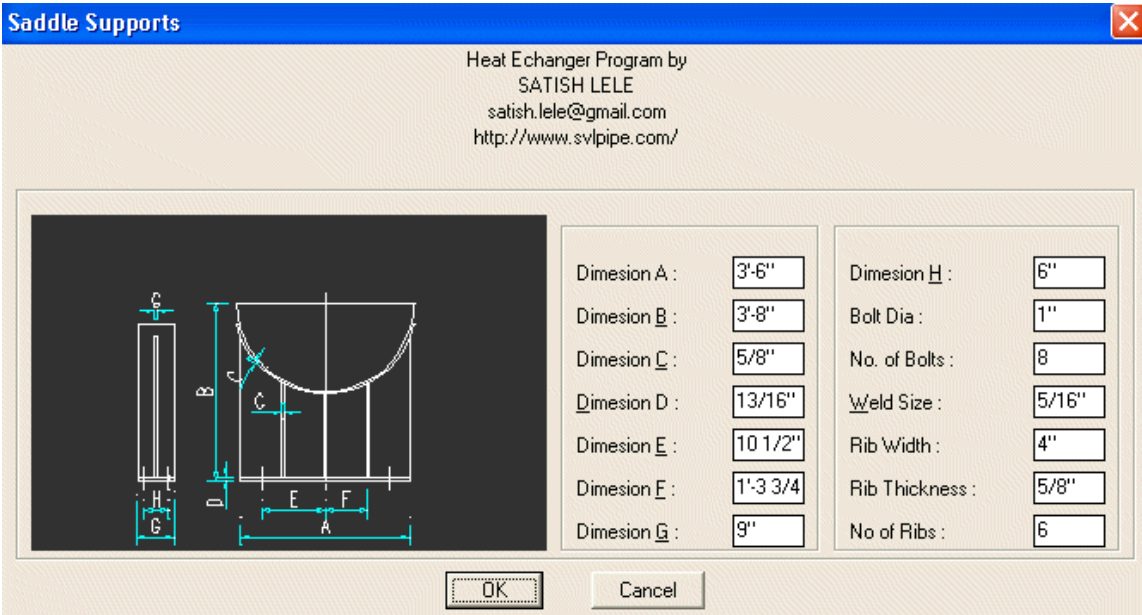 Saddle Supports
Heat Echanger Program by
SATISH LELE
satish.lele@gmail.com
http://www.svlpipe.com/
C
B
C
C
D
H
G
E
F
A
Dimesion A : 3'-6"
Dimesion B : 3'-8"
Dimesion C : 5/8"
Dimesion D : 13/16"
Dimesion E : 10 1/2"
Dimesion F : 1'-3 3/4
Dimesion G : 9"
Dimesion H : 6"
Bolt Dia : 1"
No. of Bolts : 8
Weld Size : 5/16"
Rib Width : 4"
Rib Thickness : 5/8"
No of Ribs : 6
OK
Cancel